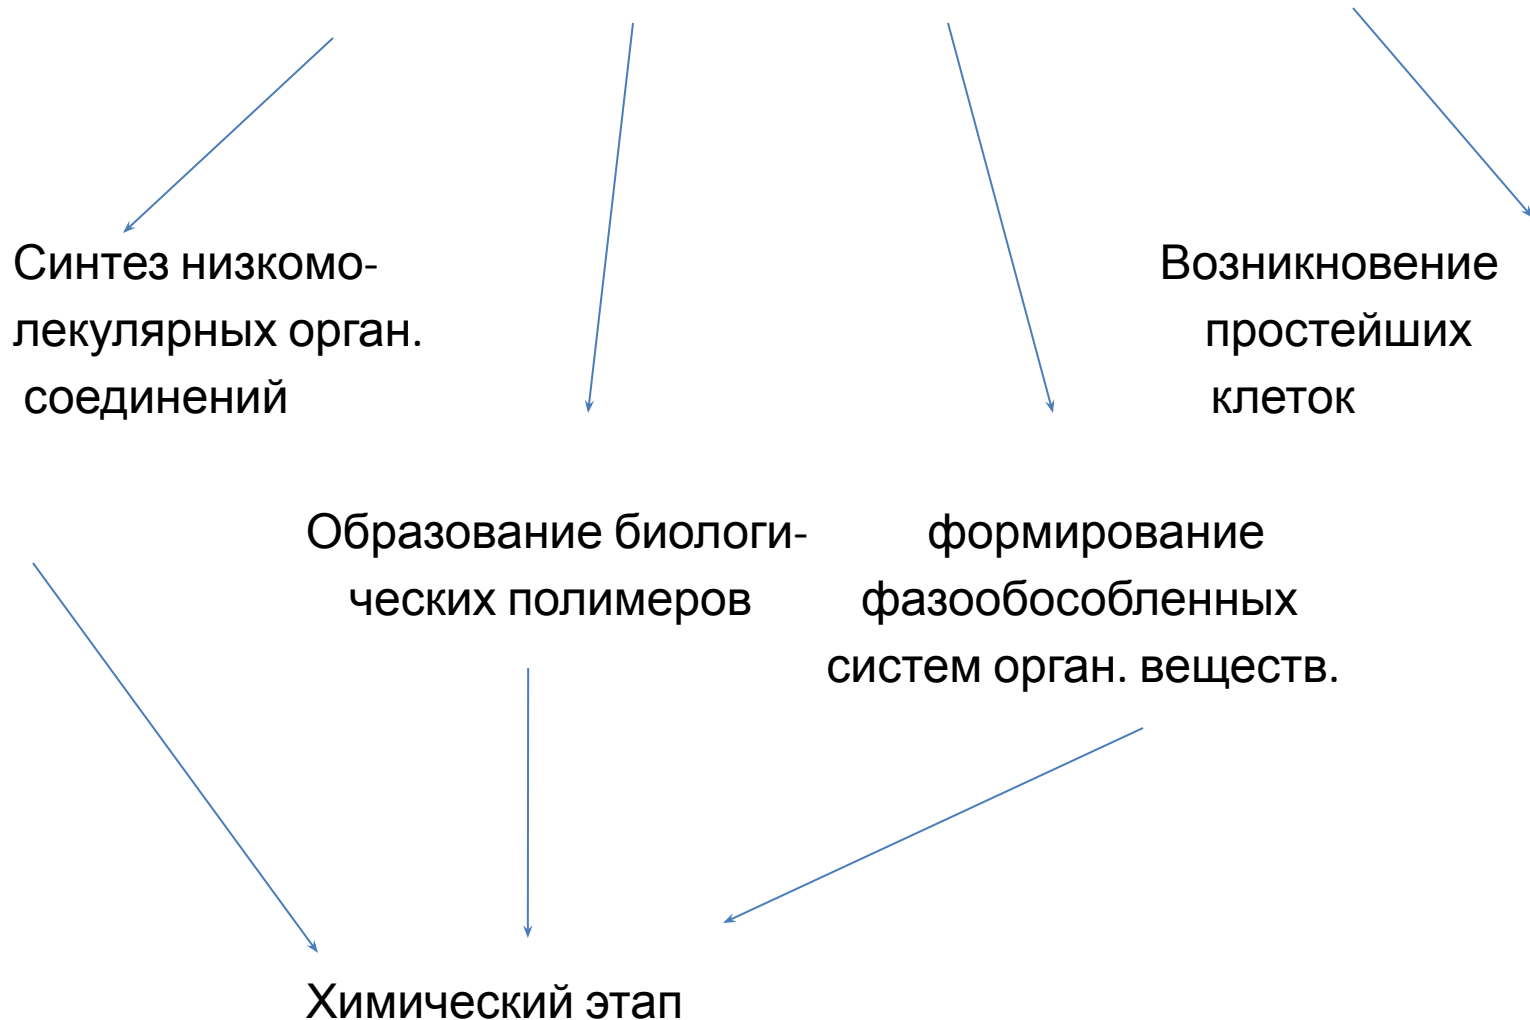 Синтез низкомо-
лекулярных орган.
соединений
Возникновение
простейших
клеток
Образование биологи-
ческих полимеров
формирование
фазообособленных
систем орган. веществ.
Химический этап